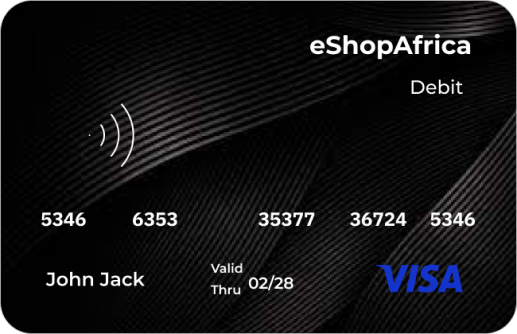 eShopAfrica
Debit
5346 6353 35377 36724 5346
John Jack
Valid
Thru 02/28
VISA